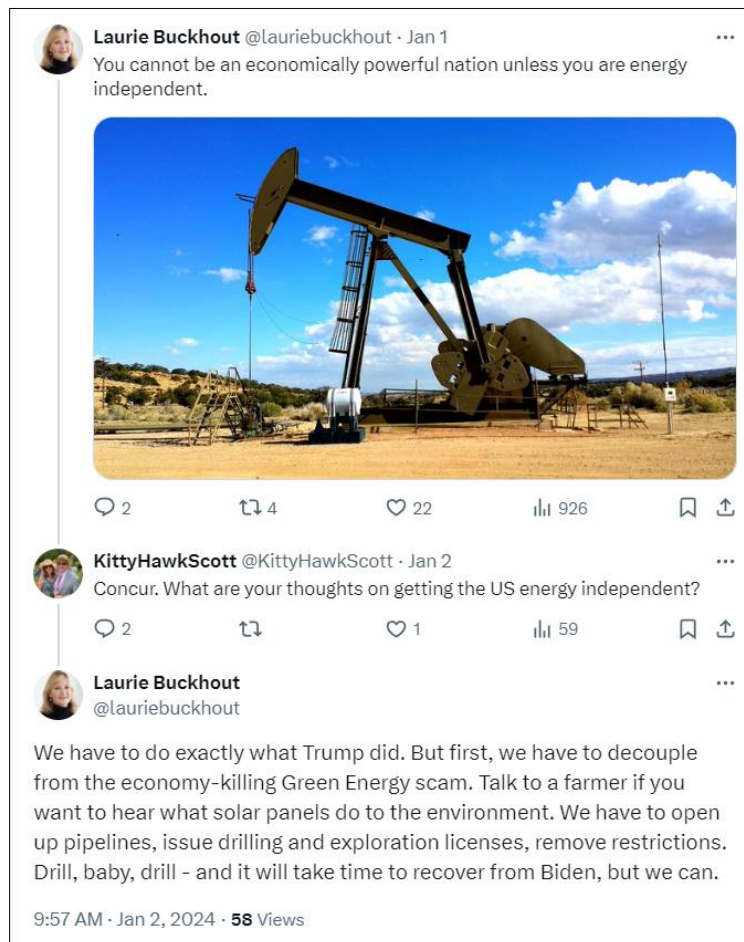 Laurie Buckhout @lauriebuckhout · Jan 1
You cannot be an economically powerful nation unless you are energy
independent.
2 4 22 926
KittyHawkScott @KittyHawkScott · Jan 2
Concur. What are your thoughts on getting the US energy independent?
2 1 59
Laurie Buckhout
@lauriebuckhout
We have to do exactly what Trump did. But first, we have to decouple
from the economy-killing Green Energy scam. Talk to a farmer if you
want to hear what solar panels do to the environment. We have to open
up pipelines, issue drilling and exploration licenses, remove restrictions.
Drill, baby, drill - and it will take time to recover from Biden, but we can.
9:57 AM · Jan 2, 2024 · 58 Views